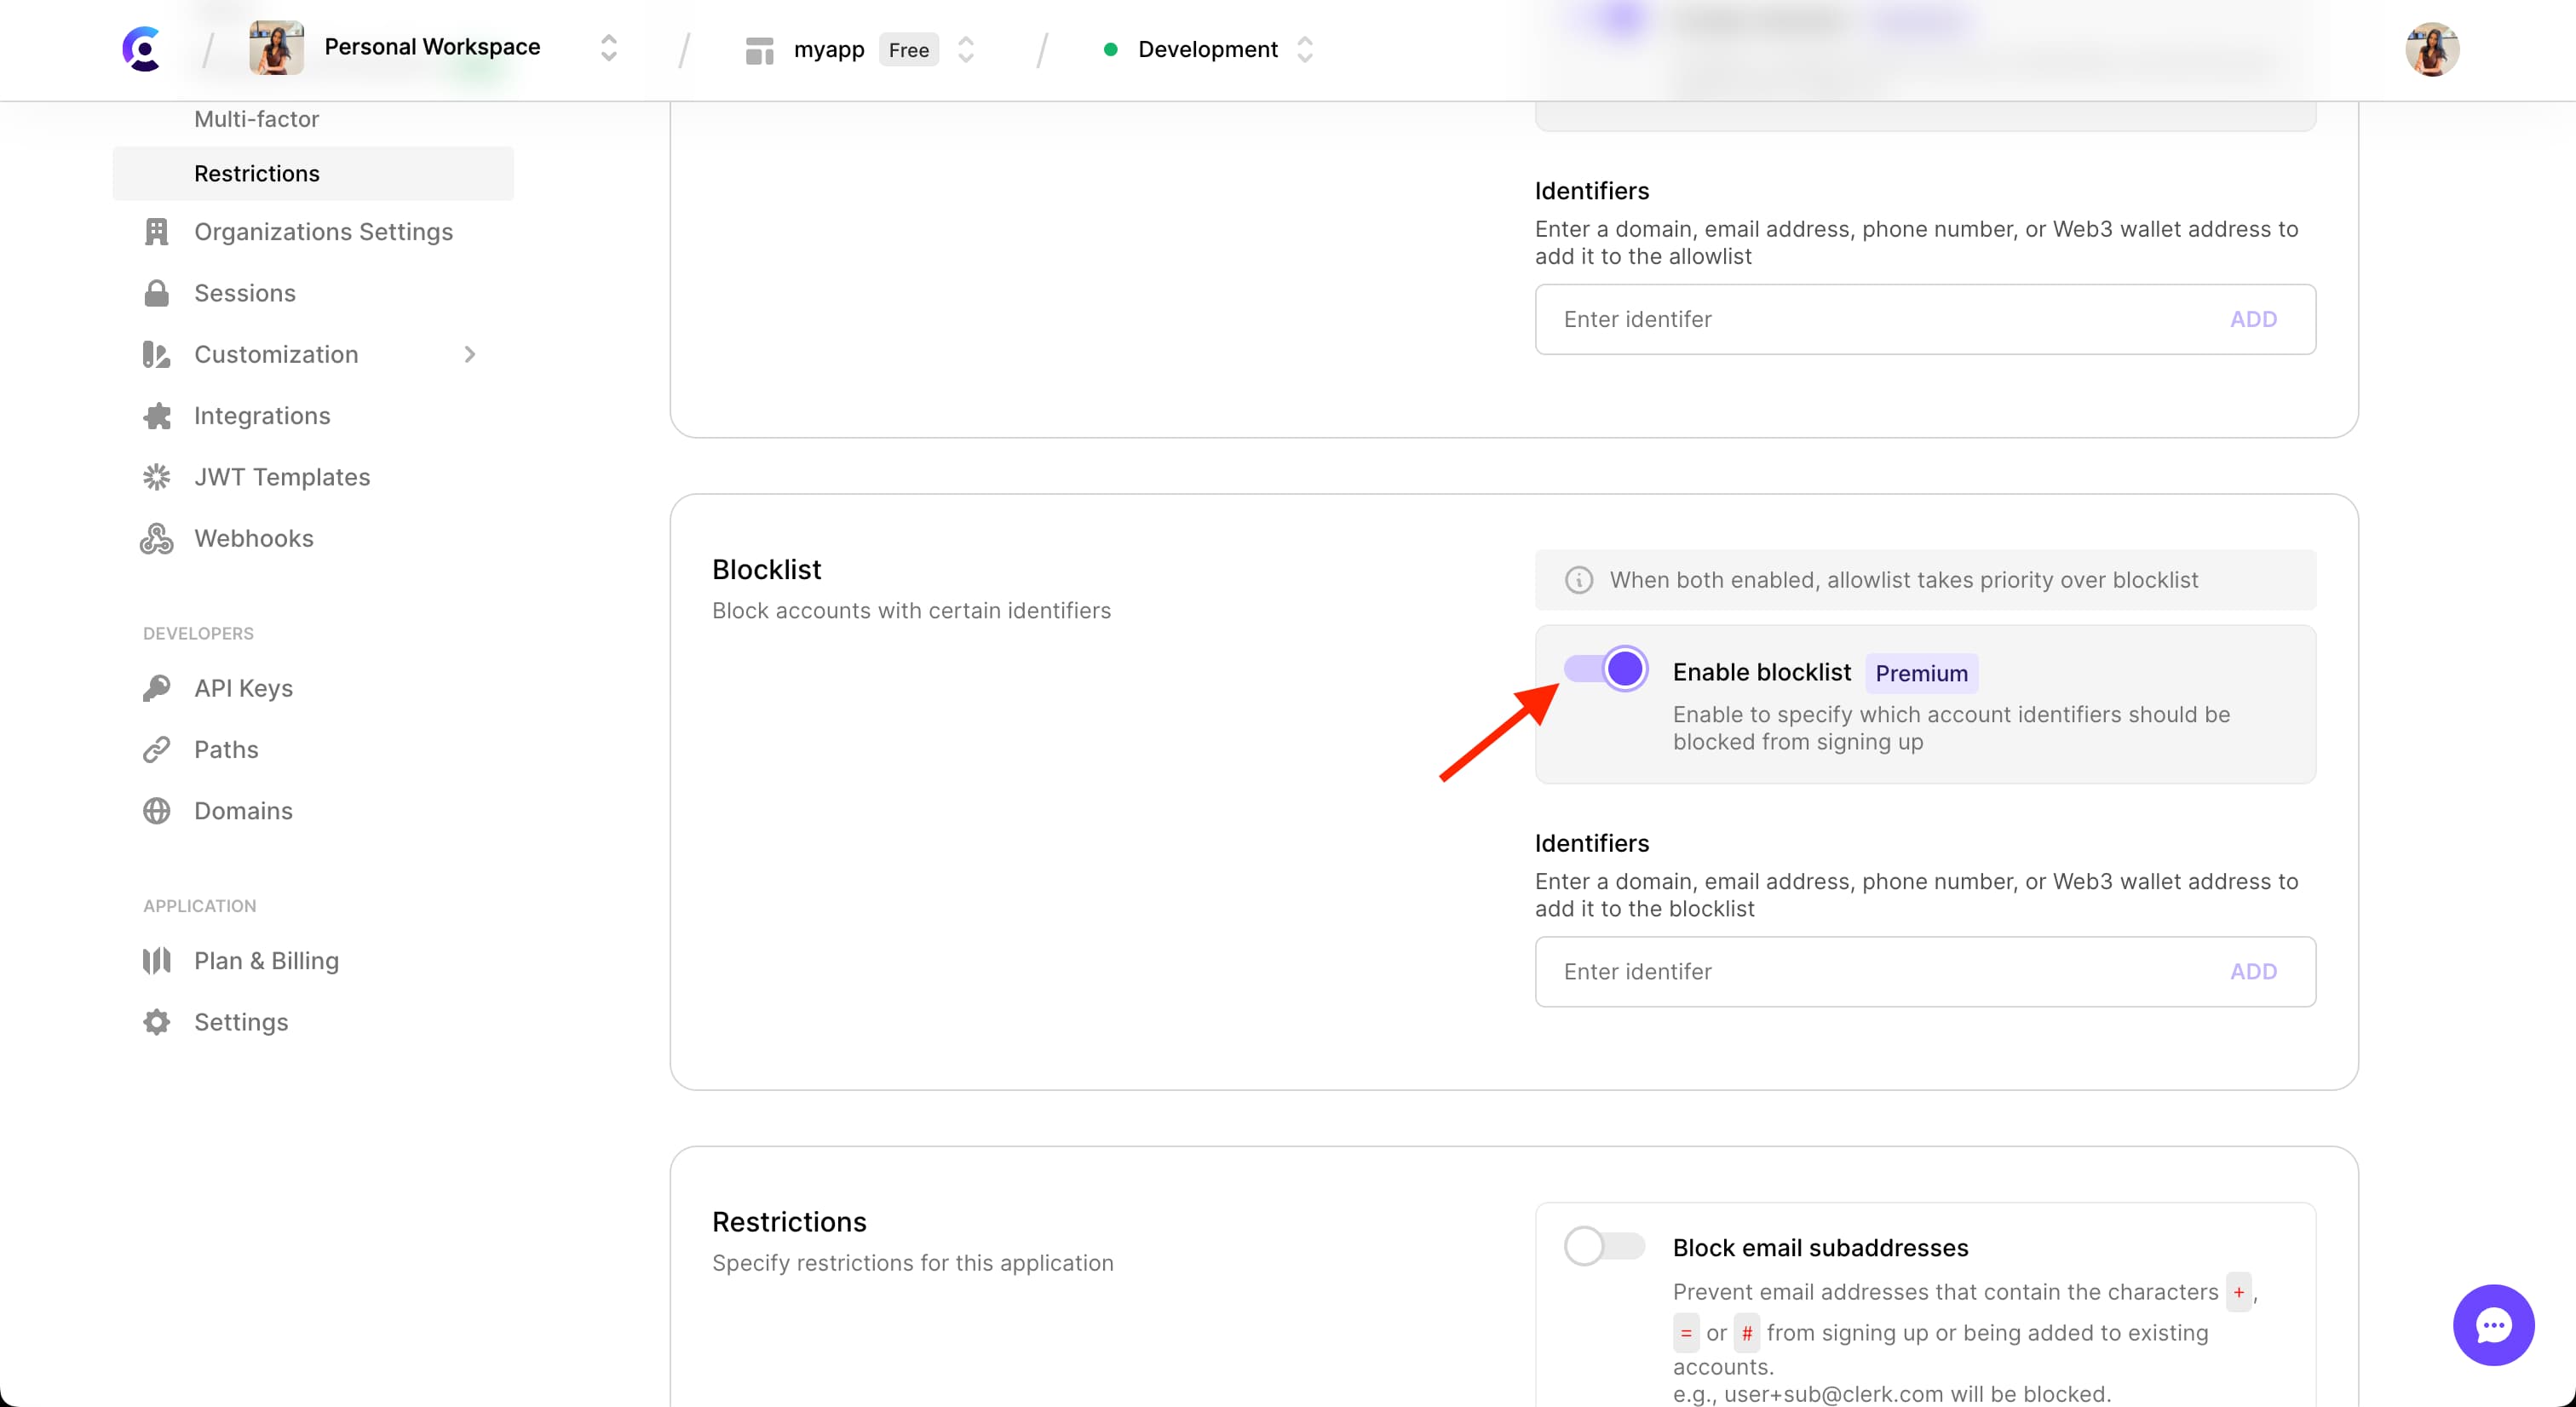 Personal Workspace
myapp Free
Development
Multi-factor
Restrictions
Organizations Settings
Sessions
Customization
Integrations
JWT Templates
Webhooks
DEVELOPERS
API Keys
Paths
Domains
APPLICATION
Plan & Billing
Settings
Identifiers
Enter a domain, email address, phone number, or Web3 wallet address to
add it to the allowlist
Enter identifer
ADD
Blocklist
Block accounts with certain identifiers
When both enabled, allowlist takes priority over blocklist
Enable blocklist Premium
Enable to specify which account identifiers should be
blocked from signing up
Identifiers
Enter a domain, email address, phone number, or Web3 wallet address to
add it to the blocklist
Enter identifer
ADD
Restrictions
Specify restrictions for this application
Block email subaddresses
Prevent email addresses that contain the characters + ,
= or # from signing up or being added to existing
accounts.
e.g., user+sub@clerk.com will be blocked.